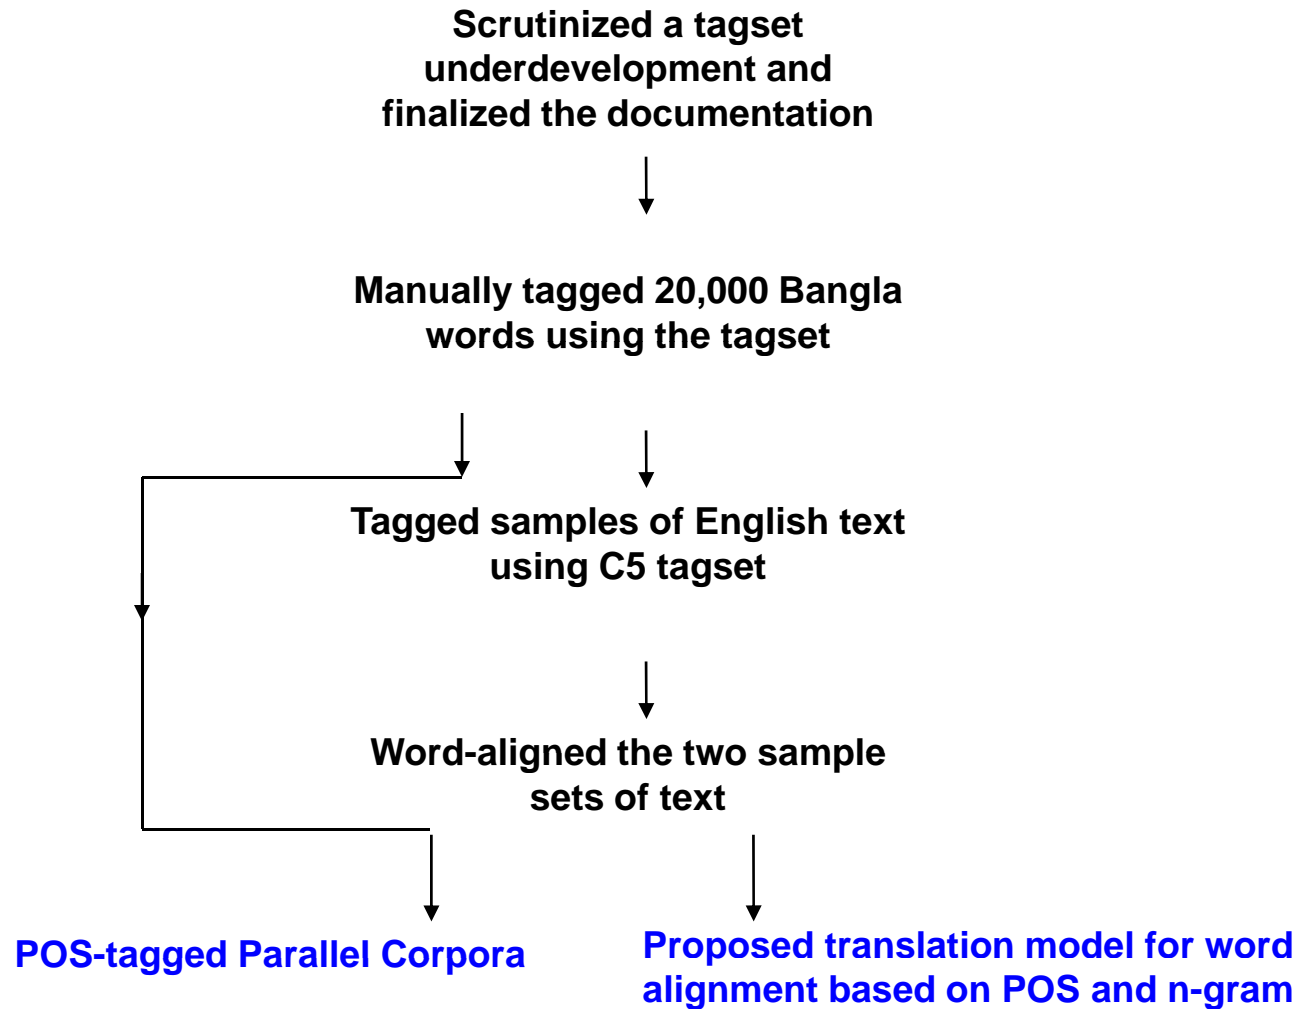 Scrutinized a tagset
underdevelopment and
finalized the documentation
Manually tagged 20,000 Bangla
words using the tagset
Tagged samples of English text
using C5 tagset
Word-aligned the two sample
sets of text
POS-tagged Parallel Corpora
Proposed translation model for word
alignment based on POS and n-gram